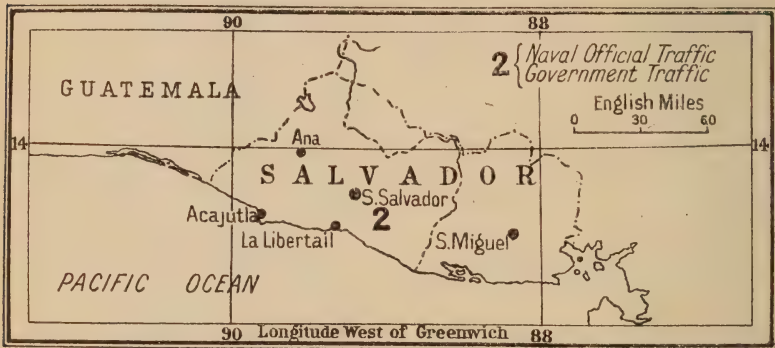 90 88
2 { Naval Official Traffic
Government Traffic
GUATEMALA
English Miles
0 30 60
14 14
Ana
SALVADOR
S. Salvador
Acajutla
2
La Libertail
S. Miguel
PACIFIC OCEAN
90 Longitude West of Greenwich 88